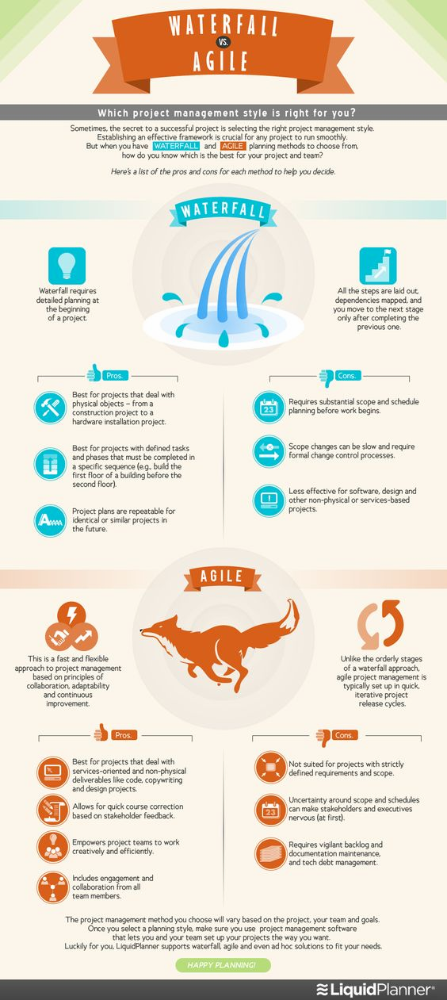 WATERFALL
VS.
AGILE
Which project management style is right for you?
Sometimes, the secret to a successful project is selecting the right project management style.
Establishing an effective framework is crucial for any project to run smoothly.
But when you have WATERFALL and AGILE planning methods to choose from,
how do you know which is the best for your project and team?
Here's a list of the pros and cons for each method to help you decide.
WATERFALL
Waterfall requires
detailed planning at
the beginning
of a project.
All the steps are laid out,
dependencies mapped, and
you move to the next stage
only after completing the
previous one.
Pros.
Best for projects that deal with
physical objects – from a
construction project to a
hardware installation project.
Best for projects with defined tasks
and phases that must be completed in
a specific sequence (e.g., build the
first floor of a building before the
second floor).
A
Project plans are repeatable for
identical or similar projects in
the future.
Cons.
23
Requires substantial scope and schedule
planning before work begins.
Scope changes can be slow and require
formal change control processes.
Less effective for software, design and
other non-physical or services-based
projects.
AGILE
This is a fast and flexible
approach to project management
based on principles of
collaboration, adaptability
and continuous
improvement.
Unlike the orderly stages
of a waterfall approach,
agile project management is
typically set up in quick,
iterative project
release cycles.
Pros.
Best for projects that deal with
services-oriented and non-physical
deliverables like code, copywriting
and design projects.
Allows for quick course correction
based on stakeholder feedback.
Empowers project teams to work
creatively and efficiently.
Includes engagement and
collaboration from all
team members.
Cons.
Not suited for projects with strictly
defined requirements and scope.
23
Uncertainty around scope and schedules
can make stakeholders and executives
nervous (at first).
Requires vigilant backlog and
documentation maintenance,
and tech debt management.
The project management method you choose will vary based on the project, your team and goals.
Once you select a planning style, make sure you use project management software
that lets you and your team set up your projects the way you want.
Luckily for you, LiquidPlanner supports waterfall, agile and even ad hoc solutions to fit your needs.
HAPPY PLANNING!
LiquidPlanner®